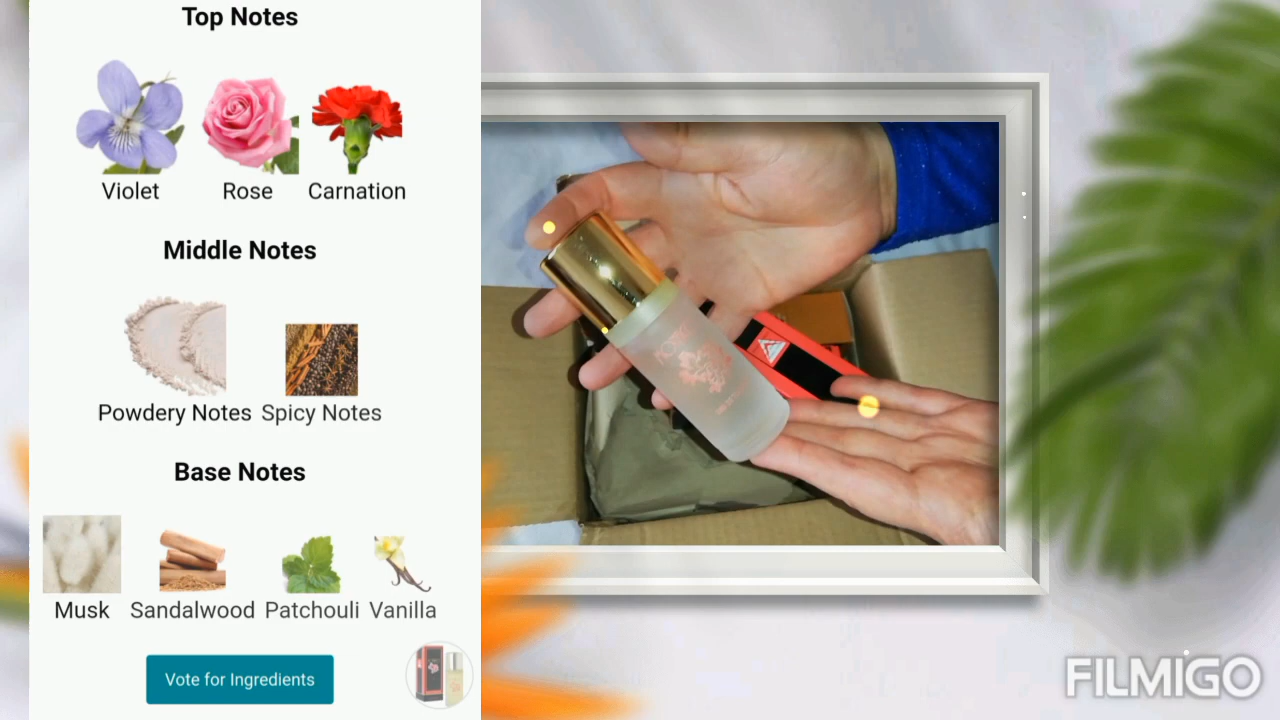 Top Notes
Violet Rose Carnation
Middle Notes
Powdery Notes Spicy Notes
Base Notes
Musk Sandalwood Patchouli Vanilla
Vote for Ingredients
FILMiGO